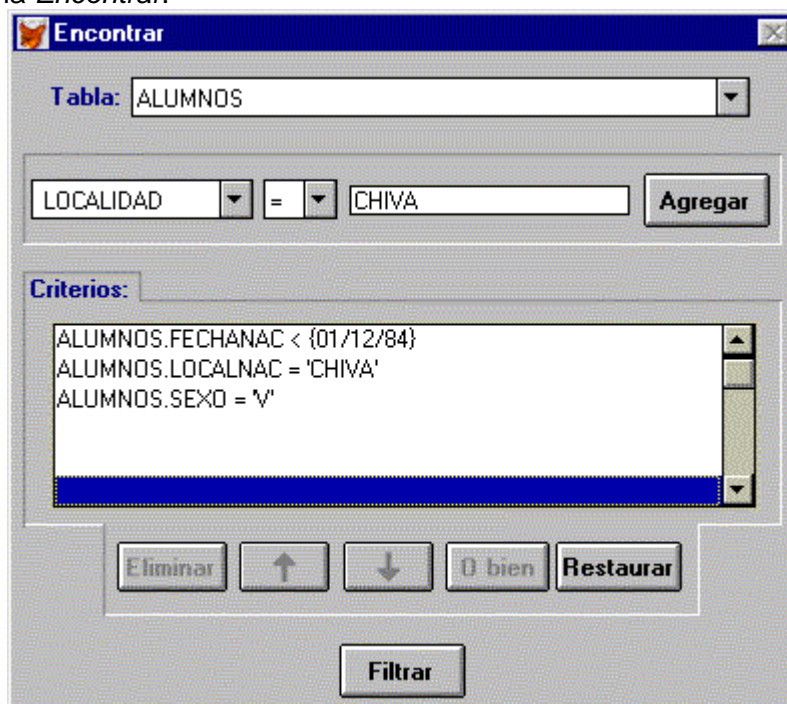 la Encontrar.
Encontrar
Tabla: ALUMNOS
LOCALIDAD = CHIVA Agregar
Criterios:
ALUMNOS.FECHANAC < {01/12/84}
ALUMNOS.LOCALNAC = 'CHIVA'
ALUMNOS.SEXO = 'V'
Eliminar O bien Restaurar
Filtrar